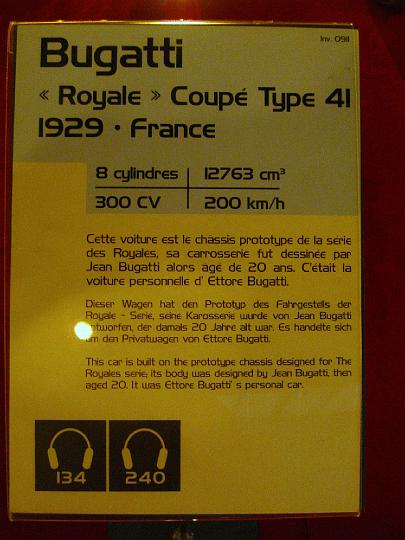 Inv. 0911
Bugatti
« Royale » Coupé Type 41
1929 • France
8 cylindres 12763 cm³
300 CV 200 km/h
Cette voiture est le châssis prototype de la série
des Royales, sa carrosserie fut dessinée par
Jean Bugatti alors âgé de 20 ans. C'était la
voiture personnelle d' Ettore Bugatti.
Dieser Wagen hat den Prototyp des Fahrgestells der
Royale - Serie, seine Karosserie wurde von Jean Bugatti
entworfen, der damals 20 Jahre alt war. Es handelte sich
um den Privatwagen von Ettore Bugatti.
This car is built on the prototype chassis designed for The
Royales serie; its body was designed by Jean Bugatti, then
aged 20. It was Ettore Bugatti' s personal car.
134 240